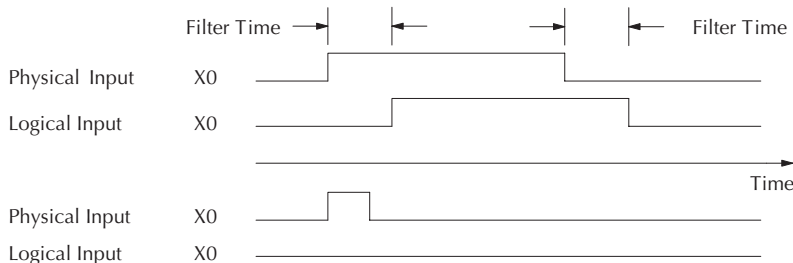 Filter Time Filter Time
Physical Input X0
Logical Input X0
Time
Physical Input X0
Logical Input X0